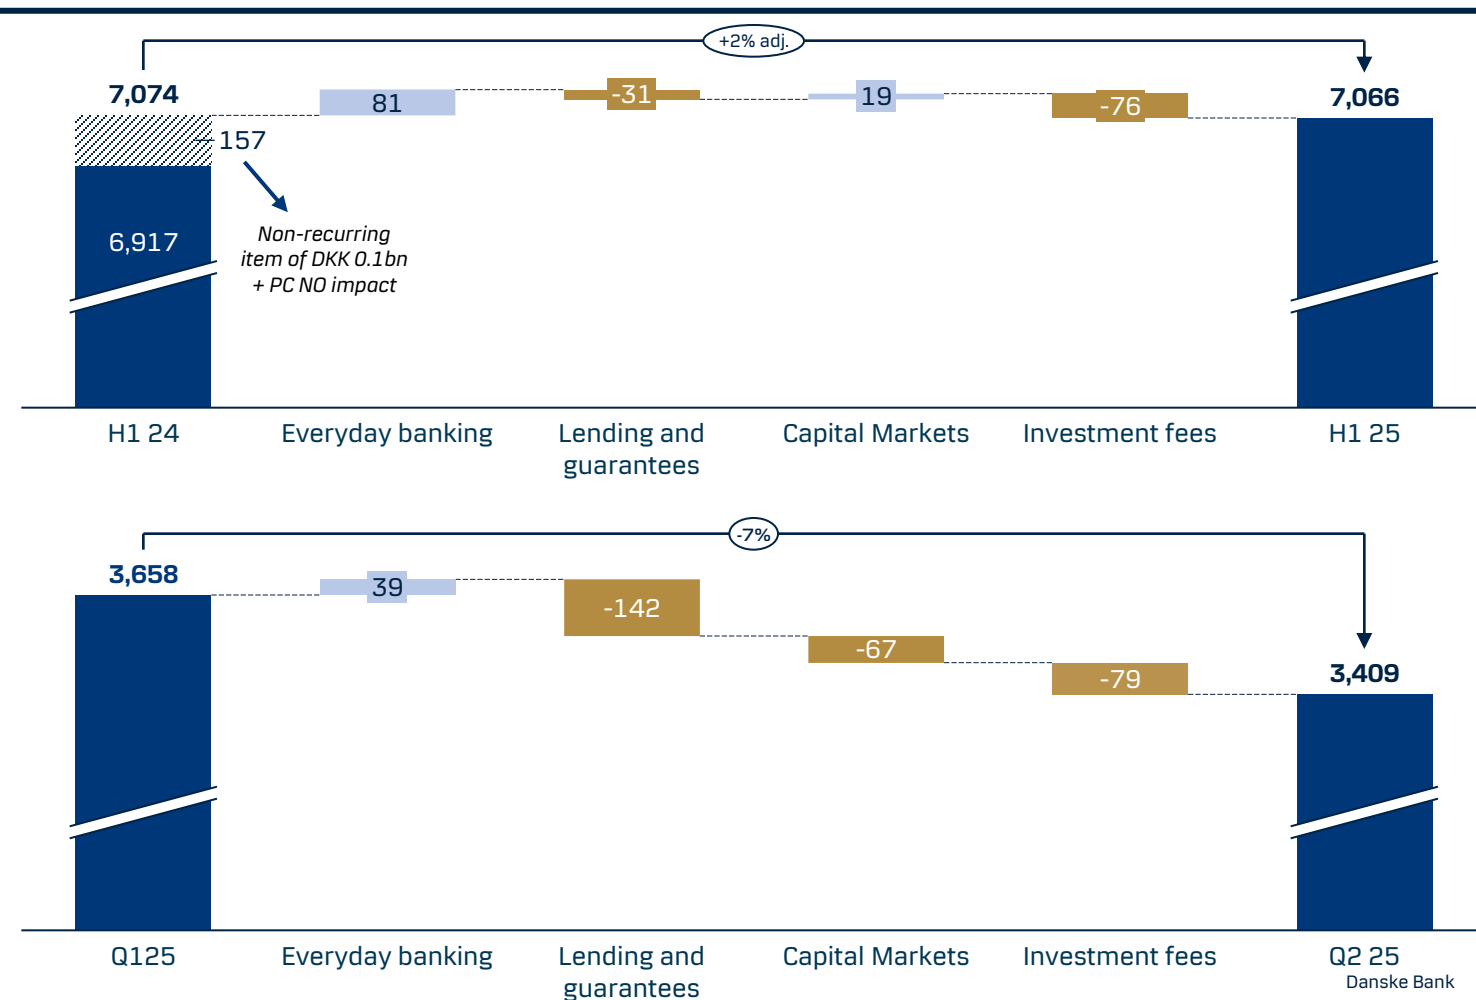 +2% adj.
7,074
81
-31
19
-76
7,066
157
6,917
Non-recurring
item of DKK 0.1bn
+ PC NO impact
H1 24
Everyday banking
Lending and
guarantees
Capital Markets
Investment fees
H1 25
-7%
3,658
39
-142
-67
-79
3,409
Q125
Everyday banking
Lending and
guarantees
Capital Markets
Investment fees
Q2 25
Danske Bank